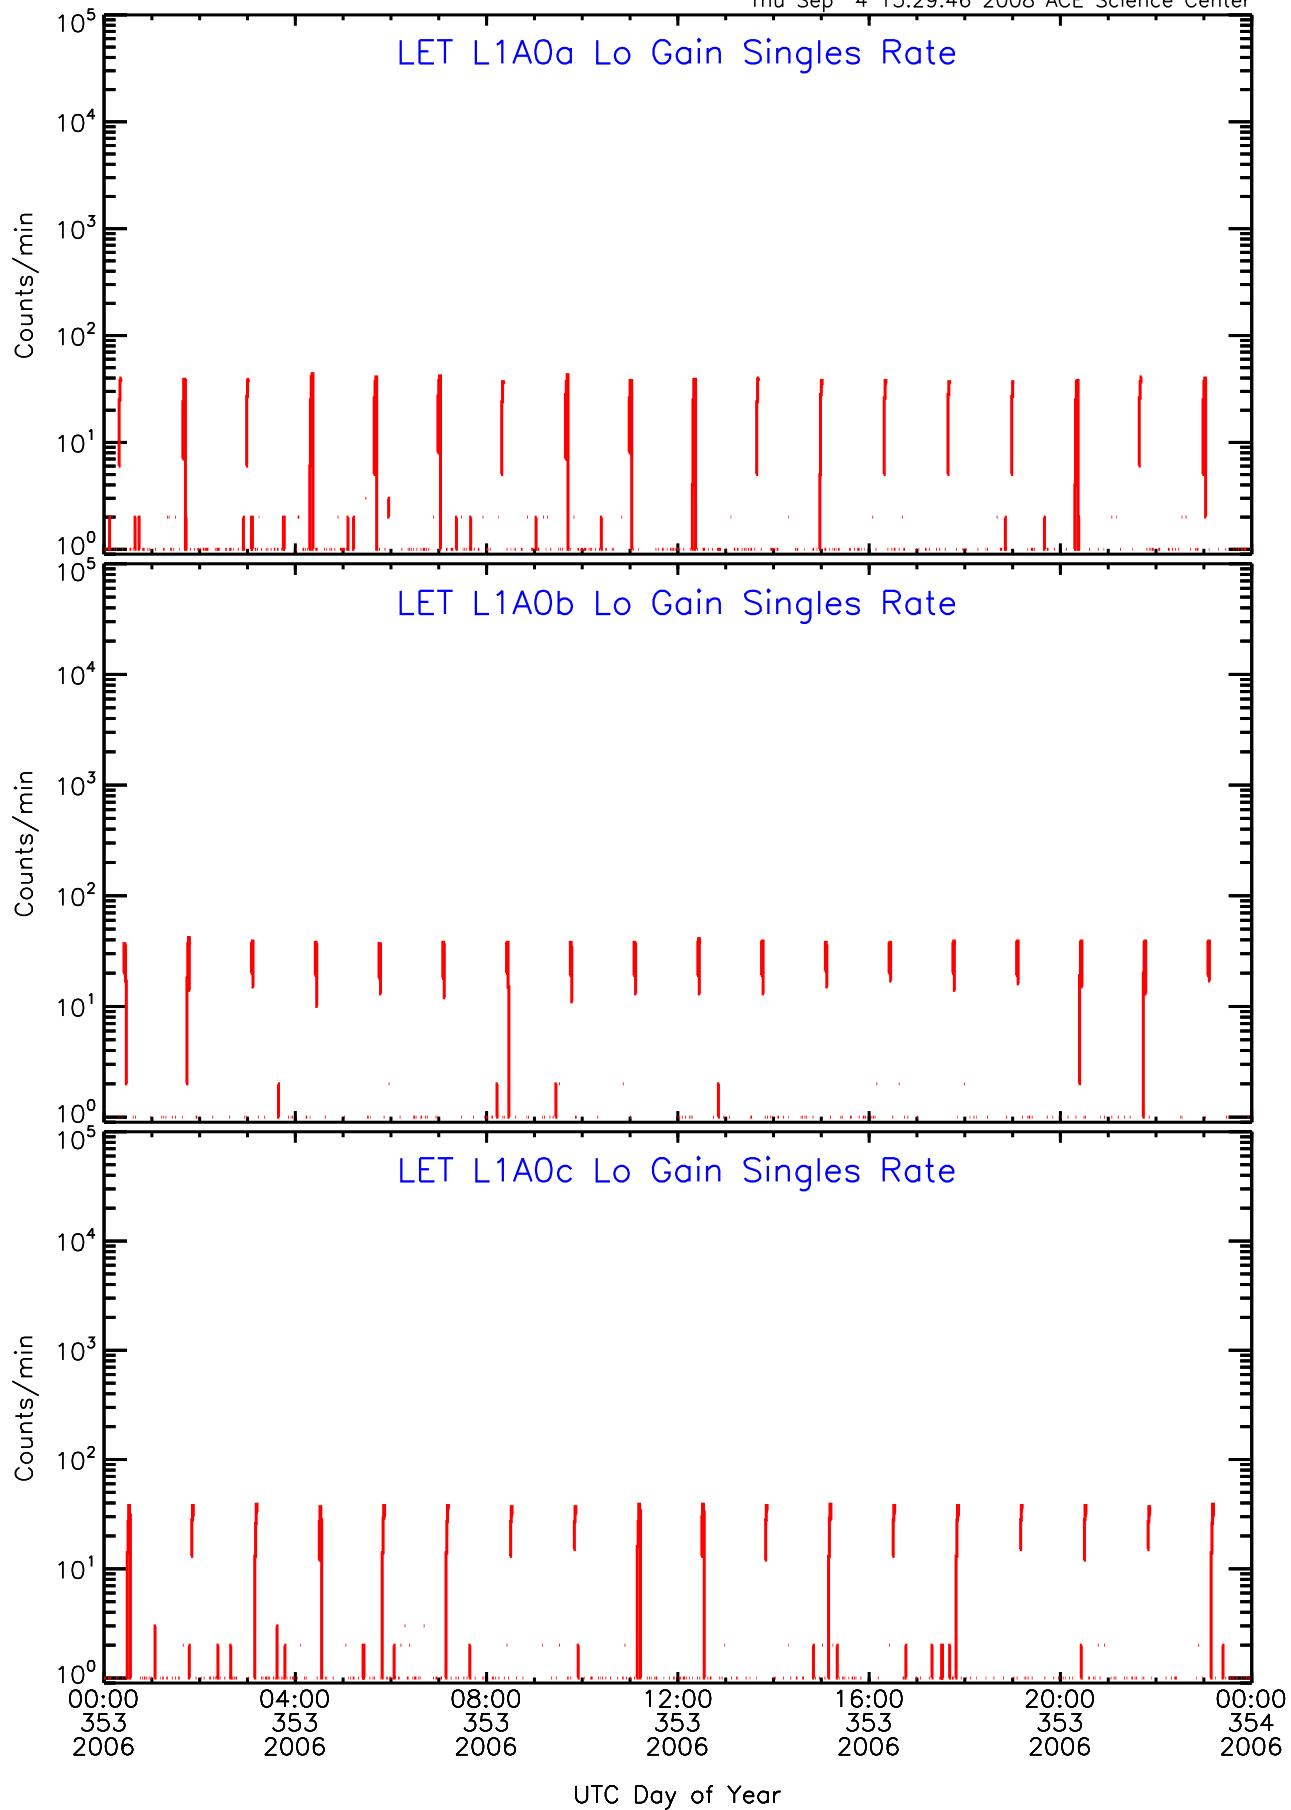 Thu Sep 4 15:29:46 2008 ACE Science Center
LET L1A0a Lo Gain Singles Rate
10^5
10^4
10^3
10^2
10^1
10^0
Counts/min
LET L1A0b Lo Gain Singles Rate
10^5
10^4
10^3
10^2
10^1
10^0
Counts/min
LET L1A0c Lo Gain Singles Rate
10^5
10^4
10^3
10^2
10^1
10^0
Counts/min
00:00 04:00 08:00 12:00 16:00 20:00 00:00
353 353 353 353 353 353 354
2006 2006 2006 2006 2006 2006 2006
UTC Day of Year